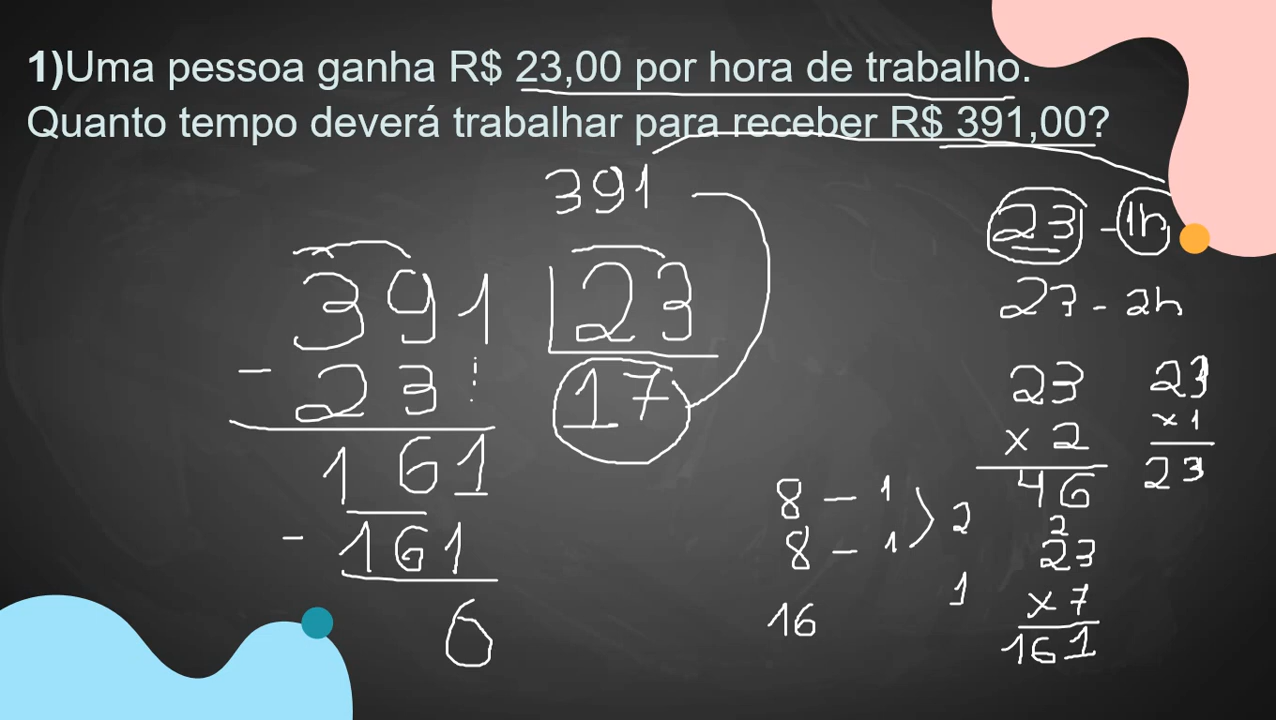 1)Uma pessoa ganha R$ 23,00 por hora de trabalho.
Quanto tempo deverá trabalhar para receber R$ 391,00?
391
391 23
- 23 17
161
- 161
0
23 - 1h
23 - 2h
23
x 2
46
23
x 1
23
8 - 1
8 - 1
2
16
1
2
23
x 7
161